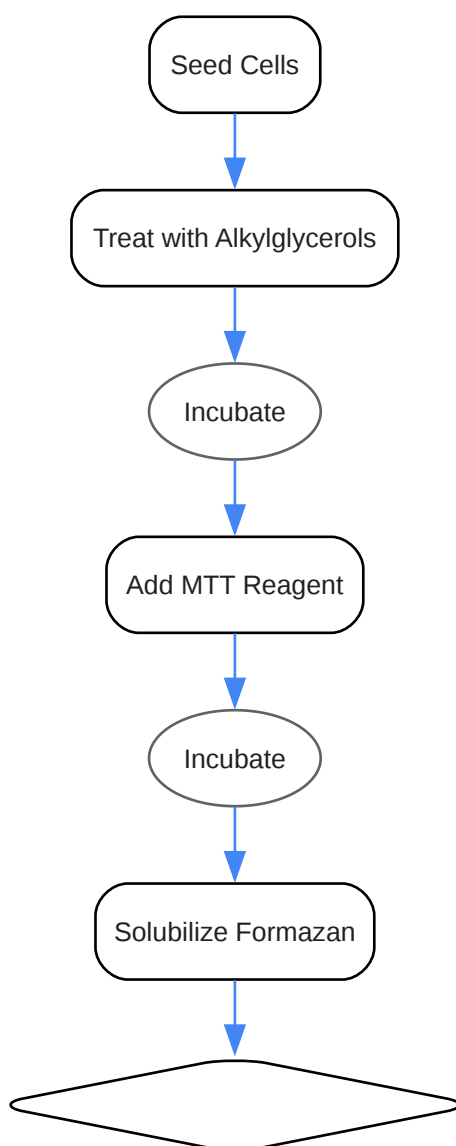 Seed Cells
Treat with Alkylglycerols
Incubate
Add MTT Reagent
Incubate
Solubilize Formazan